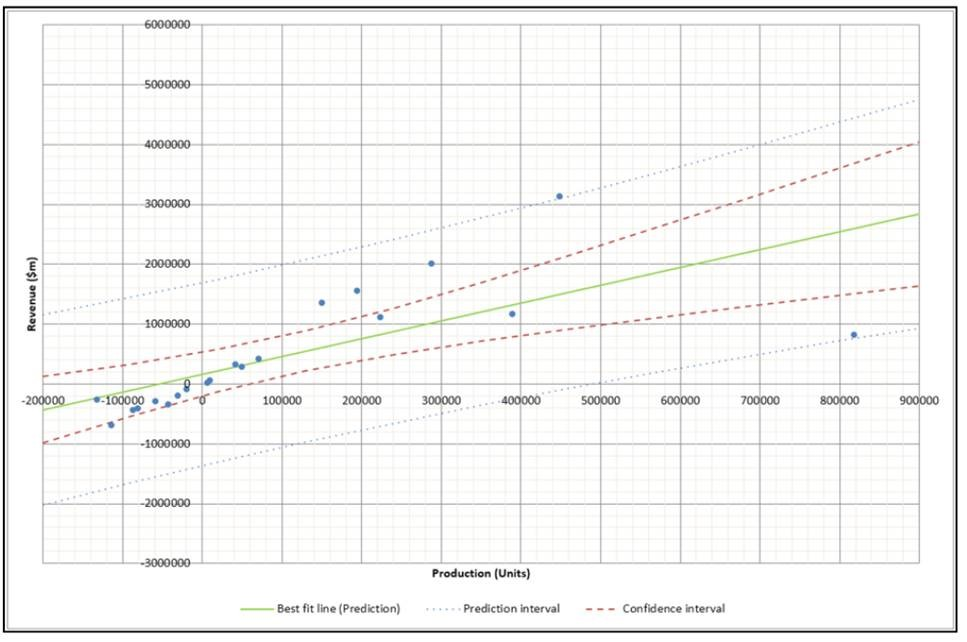 6000000
5000000
4000000
3000000
2000000
1000000
0
-1000000
-2000000
-3000000
Revenue ($m)
-200000 -100000 0 100000 200000 300000 400000 500000 600000 700000 800000 900000
Production (Units)
Best fit line (Prediction) Prediction interval Confidence interval